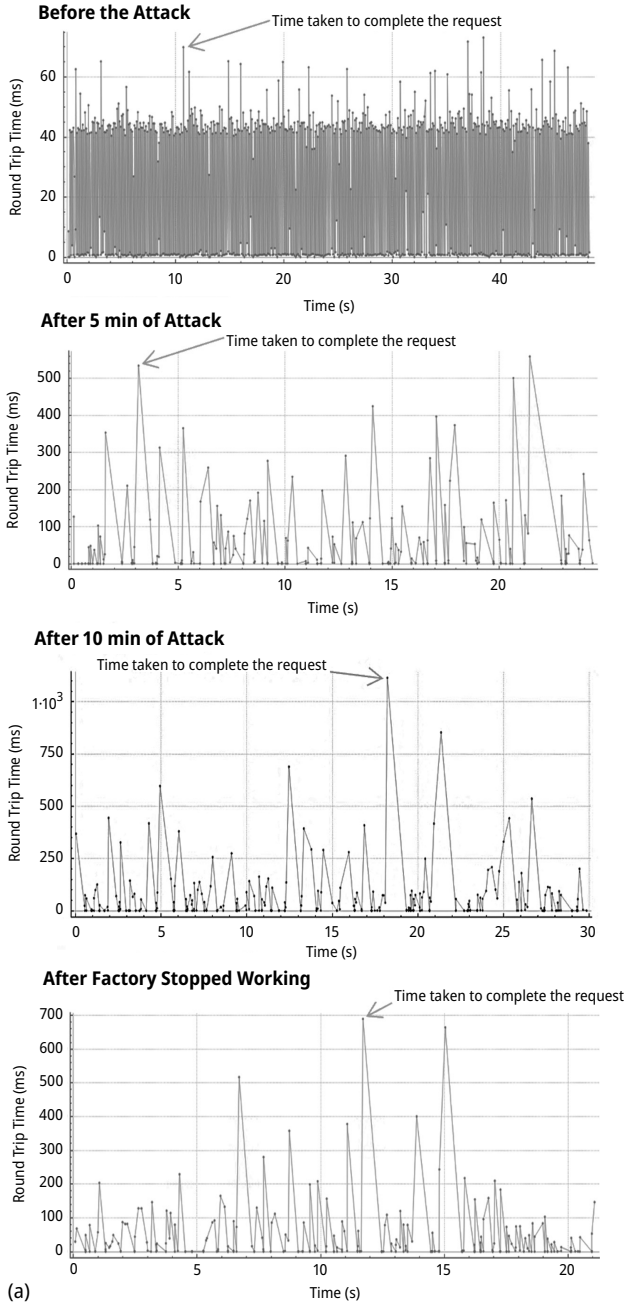 Before the Attack
Time taken to complete the request
Round Trip Time (ms)
60
40
20
0
0 10 20 30 40
Time (s)
After 5 min of Attack
Time taken to complete the request
Round Trip Time (ms)
500
400
300
200
100
0
0 5 10 15 20
Time (s)
After 10 min of Attack
Time taken to complete the request
Round Trip Time (ms)
1·10³
750
500
250
0
0 5 10 15 20 25 30
Time (s)
After Factory Stopped Working
Time taken to complete the request
Round Trip Time (ms)
700
600
500
400
300
200
100
0
0 5 10 15 20
Time (s)
(a)